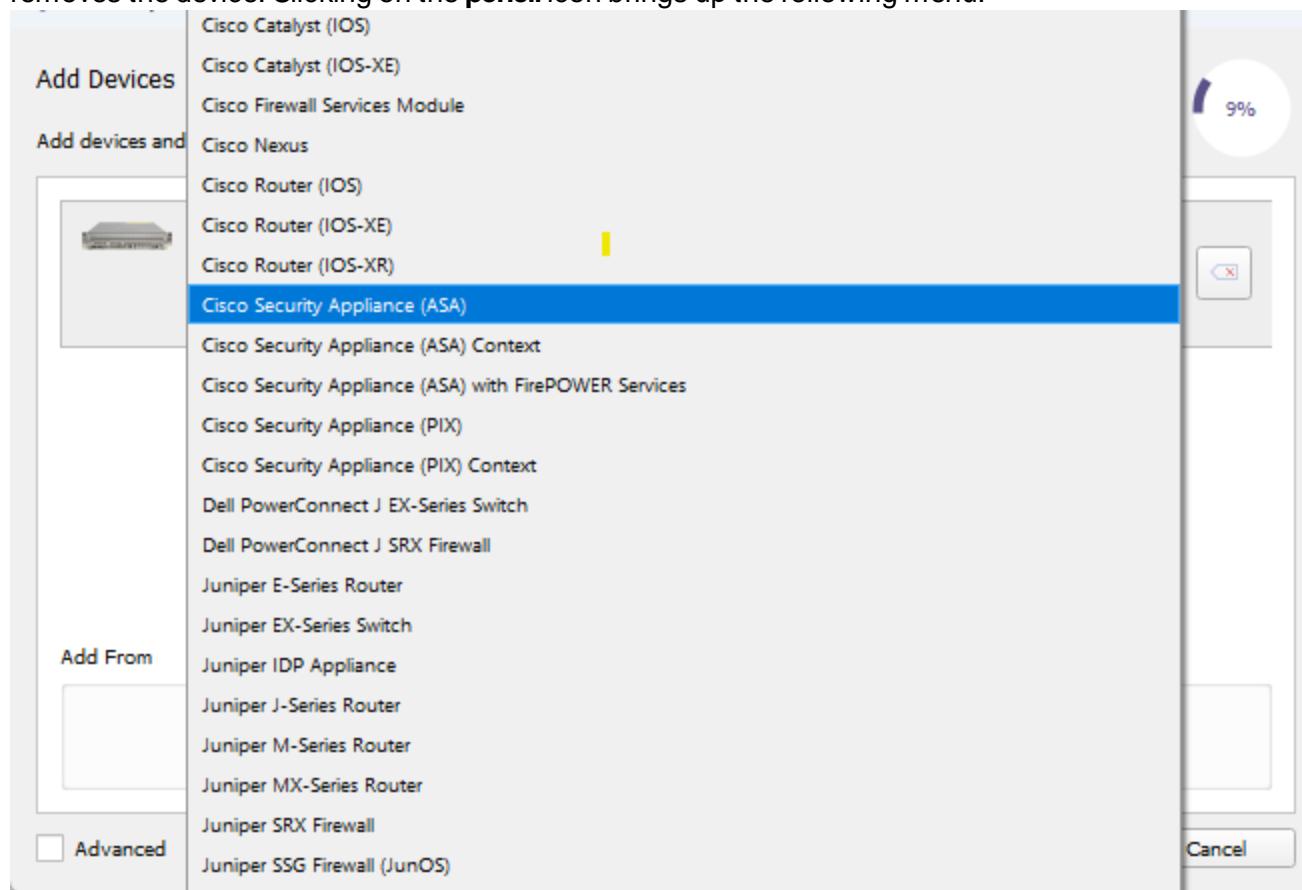 Cisco Catalyst (IOS)
Add Devices
Cisco Catalyst (IOS-XE)
Cisco Firewall Services Module
9%
Add devices and
Cisco Nexus
Cisco Router (IOS)
Cisco Router (IOS-XE)
Cisco Router (IOS-XR)
Cisco Security Appliance (ASA)
Cisco Security Appliance (ASA) Context
Cisco Security Appliance (ASA) with FirePOWER Services
Cisco Security Appliance (PIX)
Cisco Security Appliance (PIX) Context
Dell PowerConnect J EX-Series Switch
Dell PowerConnect J SRX Firewall
Juniper E-Series Router
Juniper EX-Series Switch
Add From
Juniper IDP Appliance
Juniper J-Series Router
Juniper M-Series Router
Juniper MX-Series Router
Juniper SRX Firewall
Advanced
Cancel
Juniper SSG Firewall (JunOS)